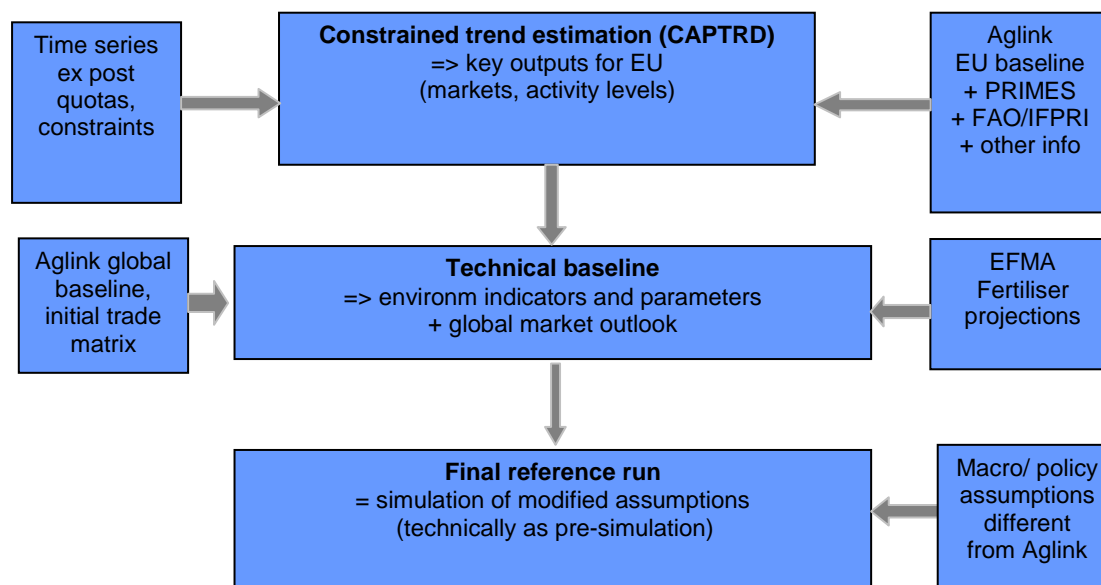 Time series
ex post
quotas,
constraints
Constrained trend estimation (CAPTRD)
=> key outputs for EU
(markets, activity levels)
Aglink
EU baseline
+ PRIMES
+ FAO/IFPRI
+ other info
Aglink global
baseline,
initial trade
matrix
Technical baseline
=> environm indicators and parameters
+ global market outlook
EFMA
Fertiliser
projections
Final reference run
= simulation of modified assumptions
(technically as pre-simulation)
Macro/ policy
assumptions
different
from Aglink